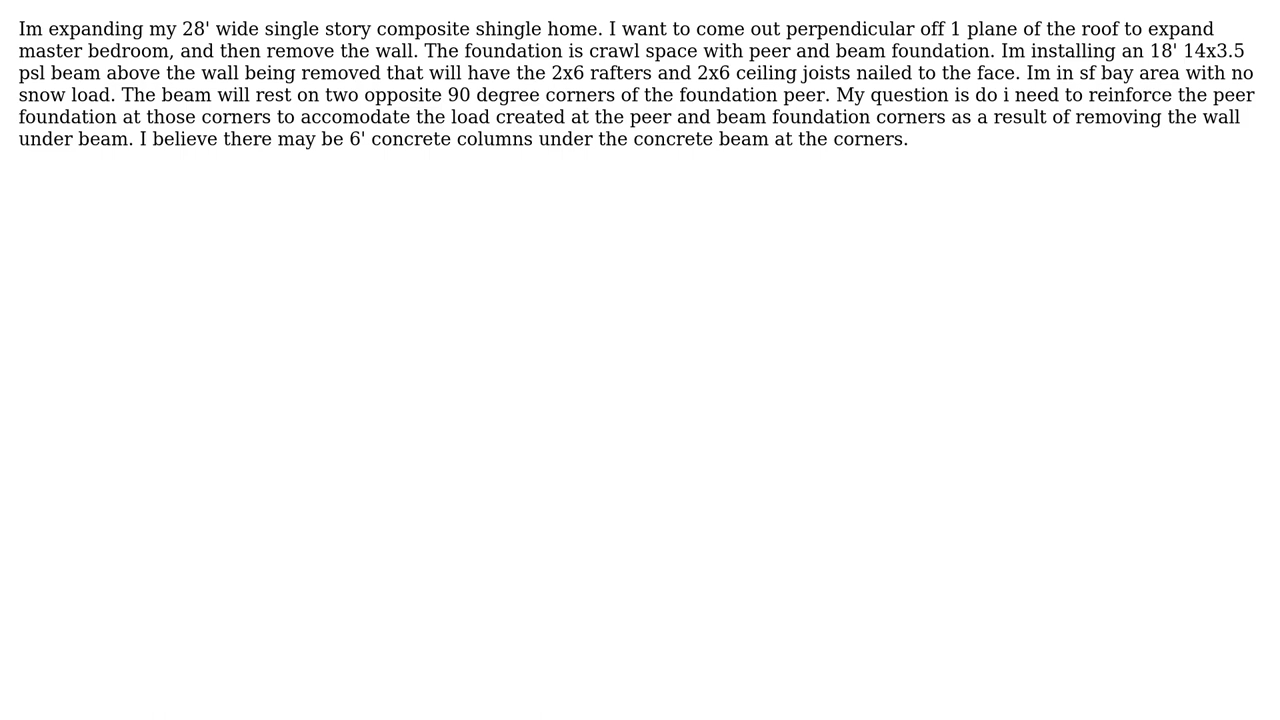 Im expanding my 28' wide single story composite shingle home. I want to come out perpendicular off 1 plane of the roof to expand
master bedroom, and then remove the wall. The foundation is crawl space with peer and beam foundation. Im installing an 18' 14x3.5
psl beam above the wall being removed that will have the 2x6 rafters and 2x6 ceiling joists nailed to the face. Im in sf bay area with no
snow load. The beam will rest on two opposite 90 degree corners of the foundation peer. My question is do i need to reinforce the peer
foundation at those corners to accomodate the load created at the peer and beam foundation corners as a result of removing the wall
under beam. I believe there may be 6' concrete columns under the concrete beam at the corners.